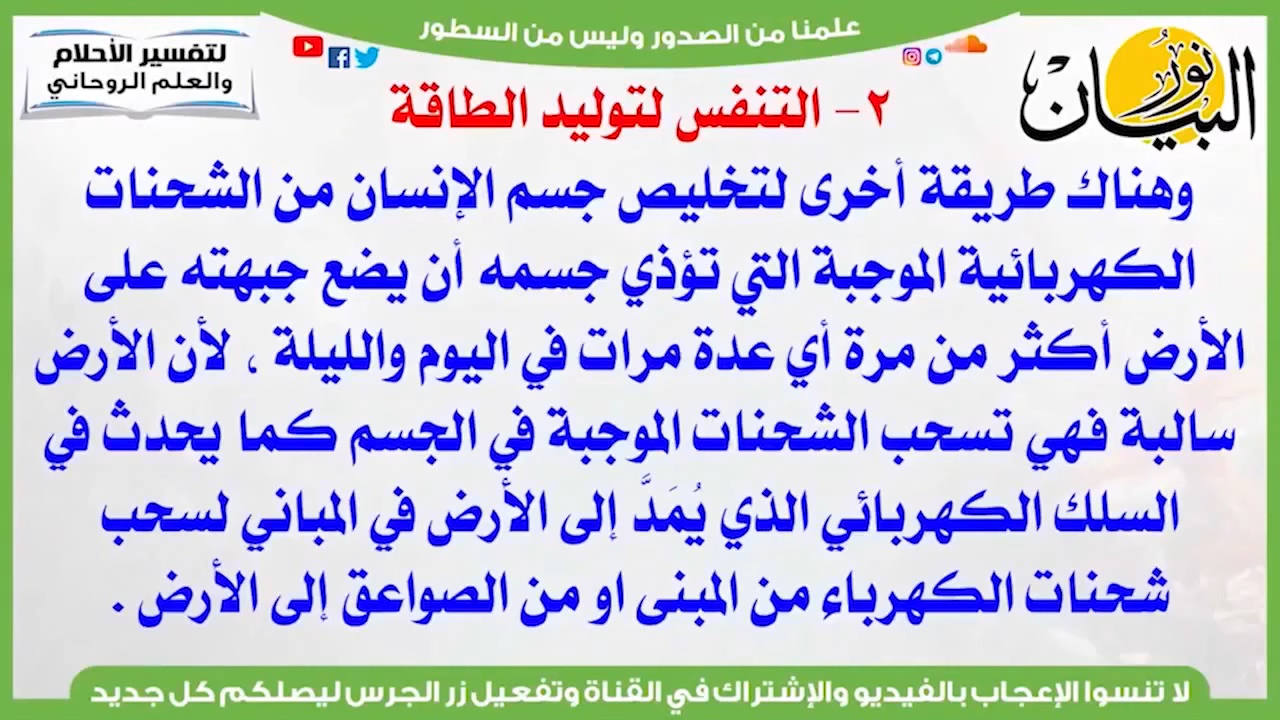 علمنا من الصدور وليس من السطور
نور البيان
لتفسير الأحلام
والعلم الروحاني
٢- التنفس لتوليد الطاقة
وهناك طريقة أخرى لتخليص جسم الإنسان من الشحنات
الكهربائية الموجبة التي تؤذي جسمه أن يضع جبهته على
الأرض أكثر من مرة أي عدة مرات في اليوم والليلة ، لأن الأرض
سالبة فهي تسحب الشحنات الموجبة في الجسم كما يحدث في
السلك الكهربائي الذي يُمَدَّ إلى الأرض في المباني لسحب
شحنات الكهرباء من المبنى او من الصواعق إلى الأرض .
لا تنسوا الإعجاب بالفيديو والإشتراك في القناة وتفعيل زر الجرس ليصلكم كل جديد